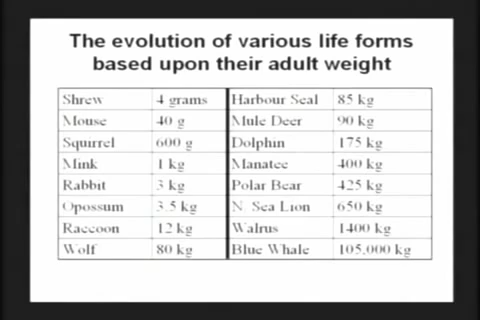 The evolution of various life forms
based upon their adult weight
Shrew 4 grams Harbour Seal 85 kg
Mouse 40 g Mule Deer 90 kg
Squirrel 600 g Dolphin 175 kg
Mink 1 kg Manatee 400 kg
Rabbit 3 kg Polar Bear 425 kg
Opossum 3.5 kg N. Sea Lion 650 kg
Raccoon 12 kg Walrus 1400 kg
Wolf 80 kg Blue Whale 105,000 kg